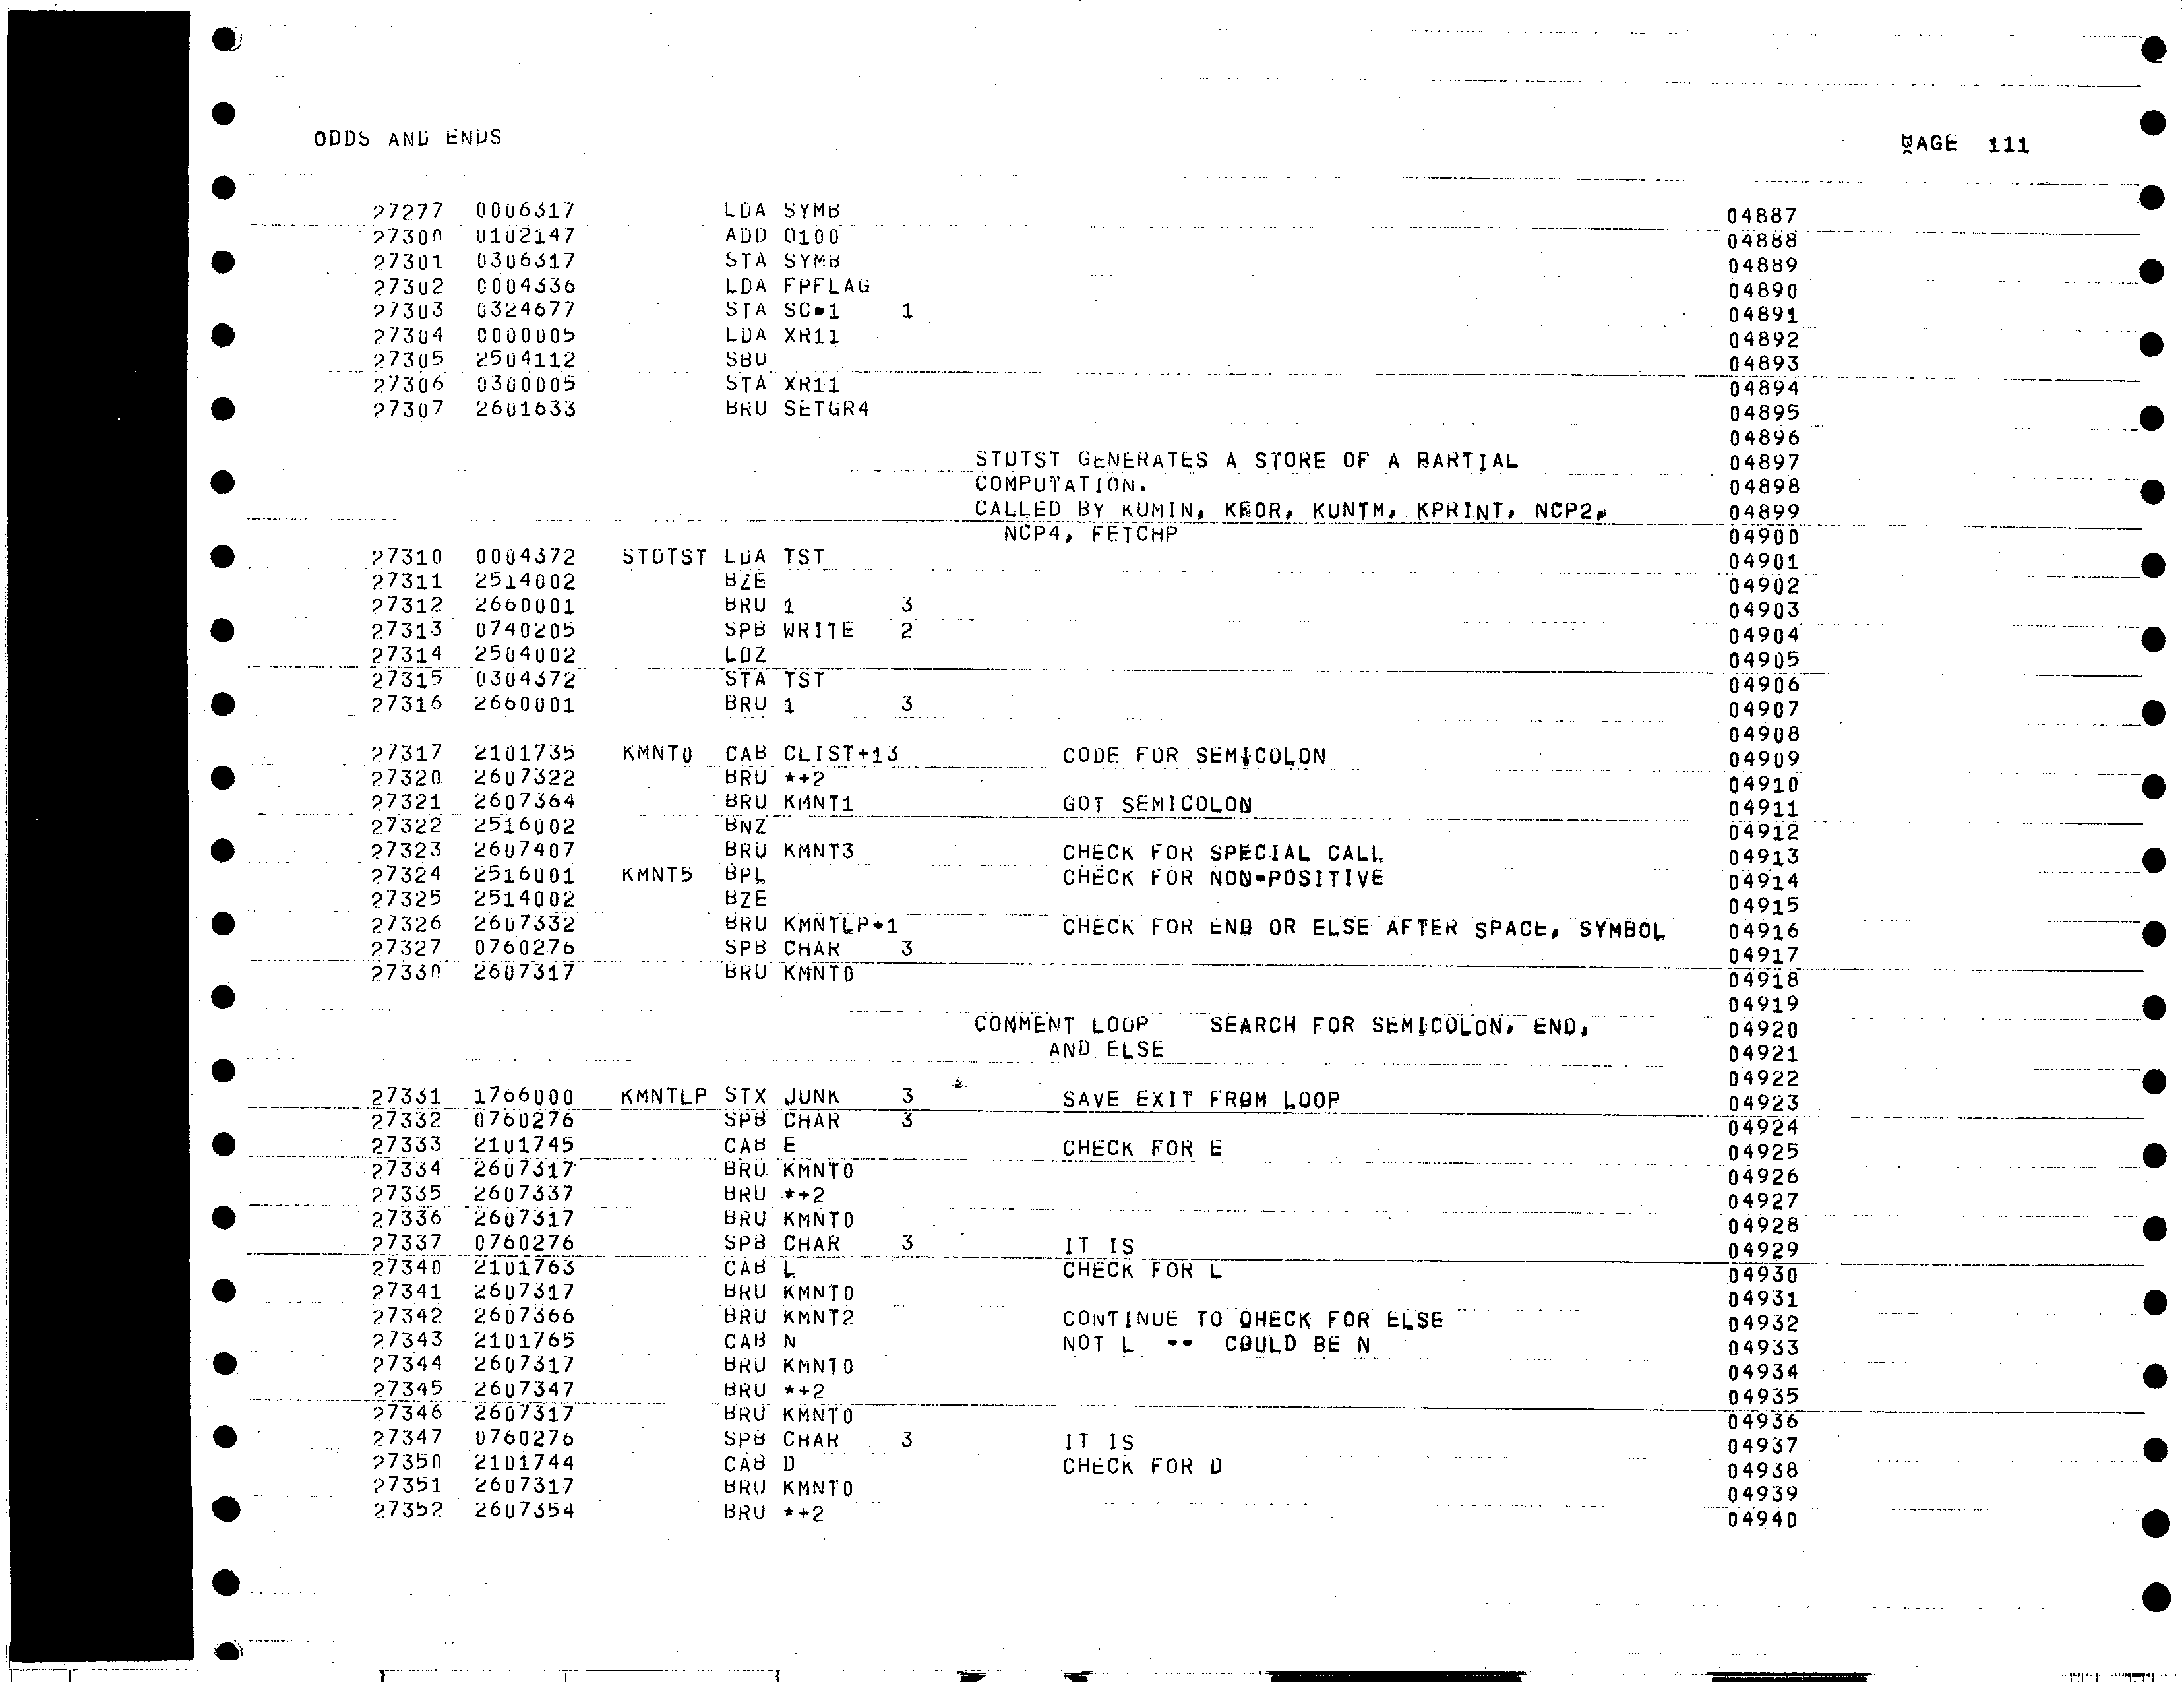 ODDS AND ENDS PAGE 111
27277 0006317 LDA SYMB 04887
27300 0102147 ADD O100 04888
27301 0306317 STA SYMB 04889
27302 0004336 LDA FPFLAG 04890
27303 0324677 STA SC-1 1 04891
27304 0000005 LDA XR11 04892
27305 2504112 SBO 04893
27306 0300005 STA XR11 04894
27307 2601633 BRU SETGR4 04895
04896
STOTST GENERATES A STORE OF A PARTIAL 04897
COMPUTATION. 04898
CALLED BY KUMIN, KEOR, KUNTM, KPRINT, NCP2, 04899
NCP4, FETCHP 04900
27310 0004372 STOTST LDA TST 04901
27311 2514002 BZE 04902
27312 2660001 BRU 1 3 04903
27313 0740205 SPB WRITE 2 04904
27314 2504002 LDZ 04905
27315 0304372 STA TST 04906
27316 2660001 BRU 1 3 04907
04908
27317 2101735 KMNT0 CAB CLIST+13 CODE FOR SEMICOLON 04909
27320 2607322 BRU *+2 04910
27321 2607364 BRU KMNT1 GOT SEMICOLON 04911
27322 2516002 BNZ 04912
27323 2607407 BRU KMNT3 CHECK FOR SPECIAL CALL 04913
27324 2516001 KMNT5 BPL CHECK FOR NON-POSITIVE 04914
27325 2514002 BZE 04915
27326 2607332 BRU KMNTLP+1 CHECK FOR END OR ELSE AFTER SPACE, SYMBOL 04916
27327 0760276 SPB CHAR 3 04917
27330 2607317 BRU KMNT0 04918
04919
COMMENT LOOP SEARCH FOR SEMICOLON, END, 04920
AND ELSE 04921
04922
27331 1766000 KMNTLP STX JUNK 3 SAVE EXIT FROM LOOP 04923
27332 0760276 SPB CHAR 3 04924
27333 2101745 CAB E CHECK FOR E 04925
27334 2607317 BRU KMNT0 04926
27335 2607337 BRU *+2 04927
27336 2607317 BRU KMNT0 04928
27337 0760276 SPB CHAR 3 IT IS 04929
27340 2101763 CAB L CHECK FOR L 04930
27341 2607317 BRU KMNT0 04931
27342 2607366 BRU KMNT2 CONTINUE TO CHECK FOR ELSE 04932
27343 2101765 CAB N NOT L -- COULD BE N 04933
27344 2607317 BRU KMNT0 04934
27345 2607347 BRU *+2 04935
27346 2607317 BRU KMNT0 04936
27347 0760276 SPB CHAR 3 IT IS 04937
27350 2101744 CAB D CHECK FOR D 04938
27351 2607317 BRU KMNT0 04939
27352 2607354 BRU *+2 04940